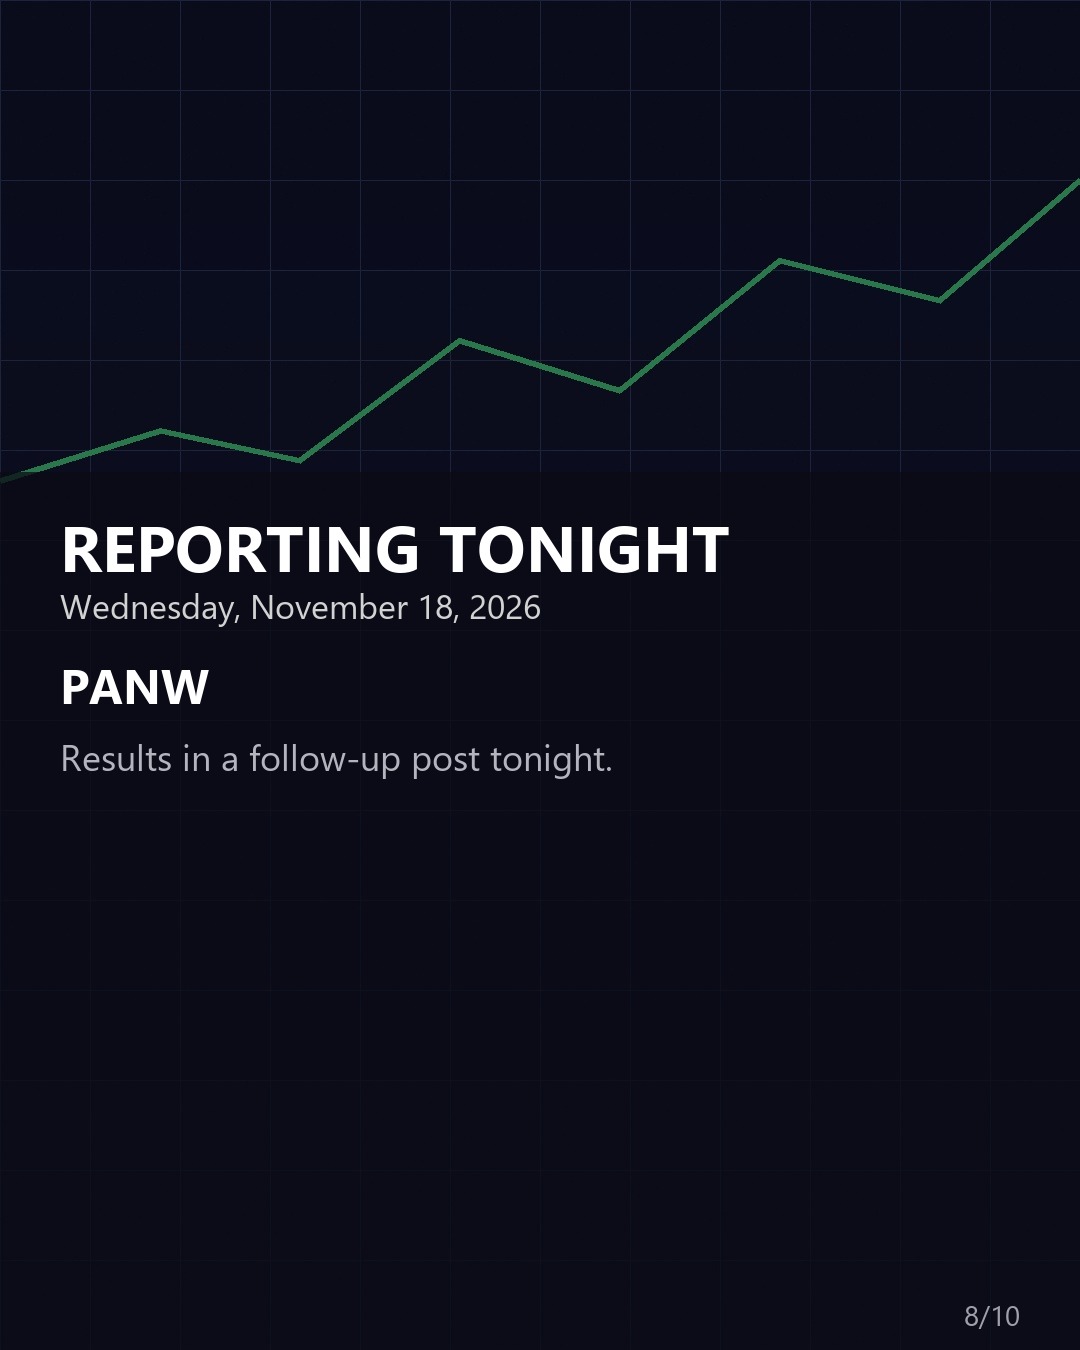 REPORTING TONIGHT
Wednesday, November 18, 2026
PANW
Results in a follow-up post tonight.
8/10